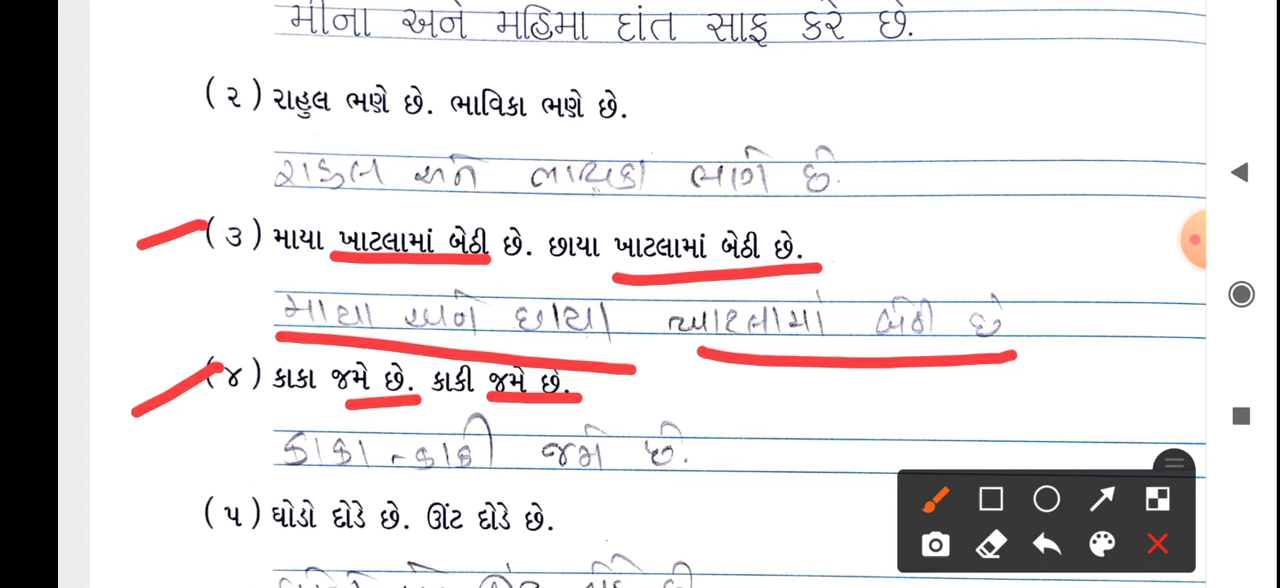 મીના અને મહિમા દાંત સાફ કરે છે.
(૨) રાહુલ ભણે છે. ભાવિકા ભણે છે.
રાહુલ અને ભણે છે.
(૩) માયા ખાટલામાં બેઠી છે. છાયા ખાટલામાં બેઠી છે.
માયા અને છાયા ખાટલામાં બેઠી છે
(૪) કાકા જમે છે. કાકી જમે છે.
કાકા - કાકી જમે છે.
(૫) ઘોડો દોડે છે. ઊંટ દોડે છે.